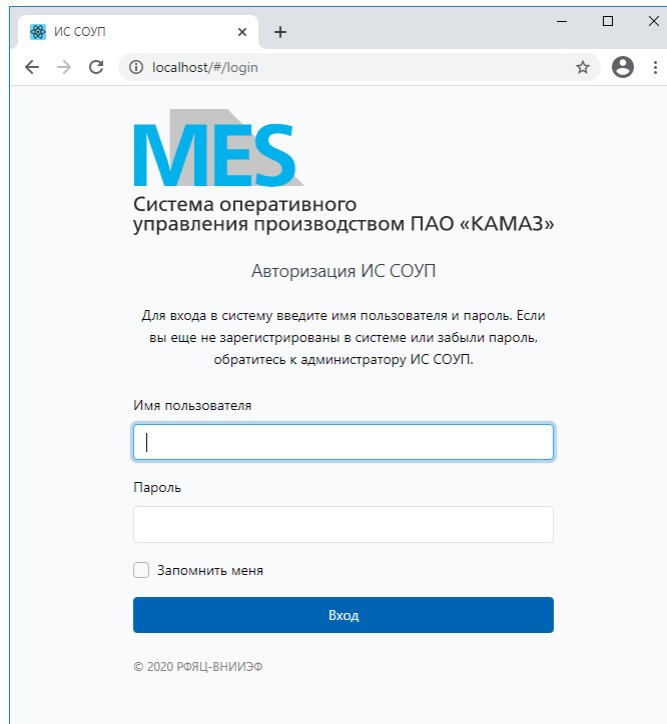 ИС СОУП
localhost/#/login
MES
Система оперативного
управления производством ПАО «КАМАЗ»
Авторизация ИС СОУП
Для входа в систему введите имя пользователя и пароль. Если
вы еще не зарегистрированы в системе или забыли пароль,
обратитесь к администратору ИС СОУП.
Имя пользователя
Пароль
Запомнить меня
Вход
© 2020 РФЯЦ-ВНИИЭФ